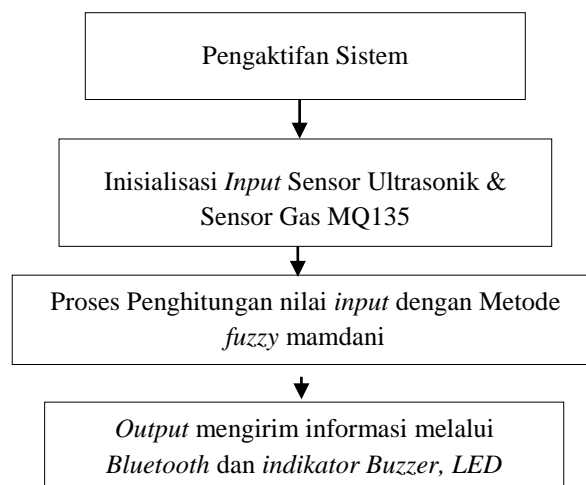 Pengaktifan Sistem
Inisialisasi Input Sensor Ultrasonik &
Sensor Gas MQ135
Proses Penghitungan nilai input dengan Metode
fuzzy mamdani
Output mengirim informasi melalui
Bluetooth dan indikator Buzzer, LED